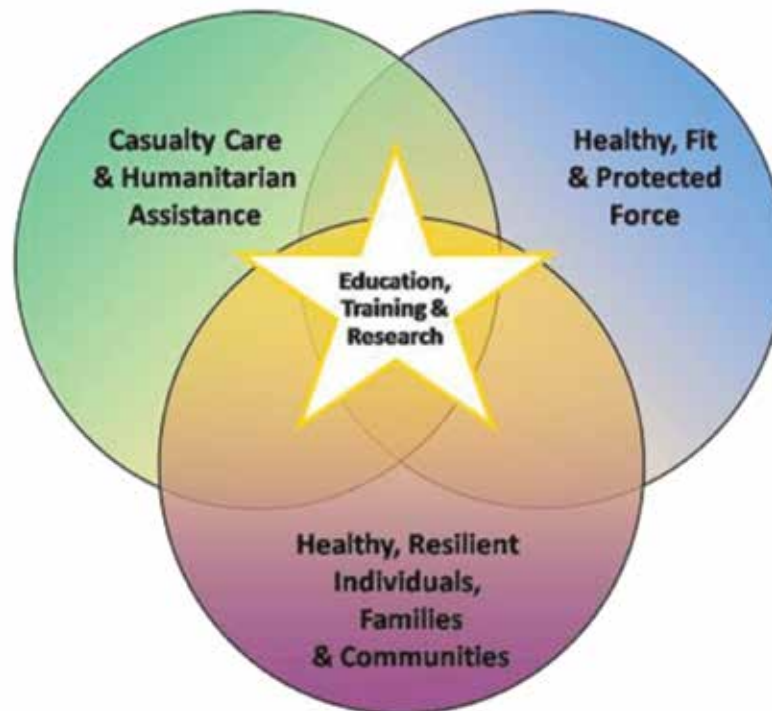 Casualty Care
& Humanitarian
Assistance
Healthy, Fit
& Protected
Force
Education,
Training &
Research
Healthy, Resilient
Individuals,
Families
& Communities